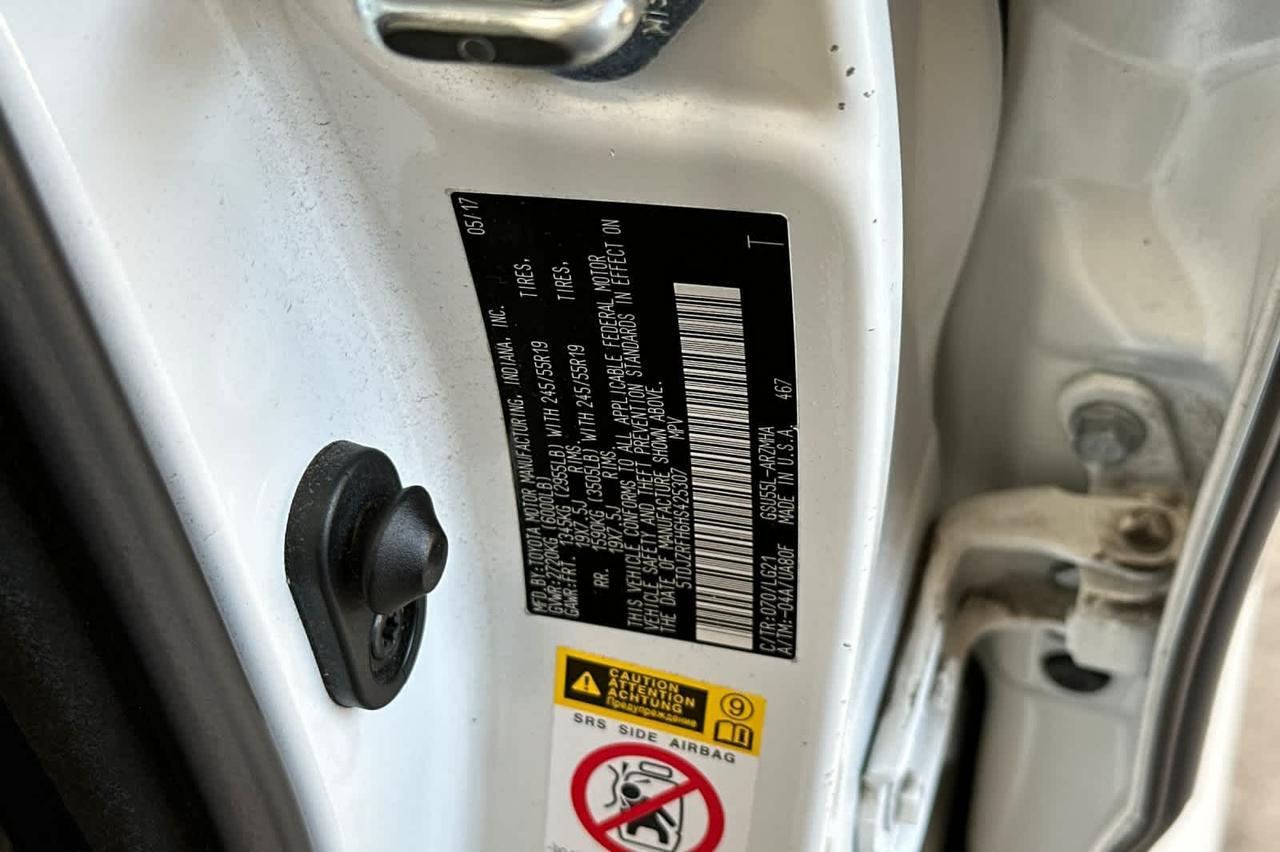 MFD.BY:TOYOTA MOTOR MANUFACTURING, INDIANA, INC. 05/17
GVWR:2720KG (6000LB)
GAWR:FRT. 1345KG (2955LB) WITH 245/55R19 TIRES,
19X7.5J RIMS
RR. 1590KG (3505LB) WITH 245/55R19 TIRES,
19X7.5J RIMS.
THIS VEHICLE CONFORMS TO ALL APPLICABLE FEDERAL MOTOR
VEHICLE SAFETY AND THEFT PREVENTION STANDARDS IN EFFECT ON
THE DATE OF MANUFACTURE SHOWN ABOVE.
5TDJZRFH6HS425307 MPV
T
C/TR:070/LG21 GSU55L-ARZMHA
A/TM:-04A/UA80F MADE IN U.S.A. 467
CAUTION
ATTENTION
ACHTUNG
Предупреждение
9
SRS SIDE AIRBAG